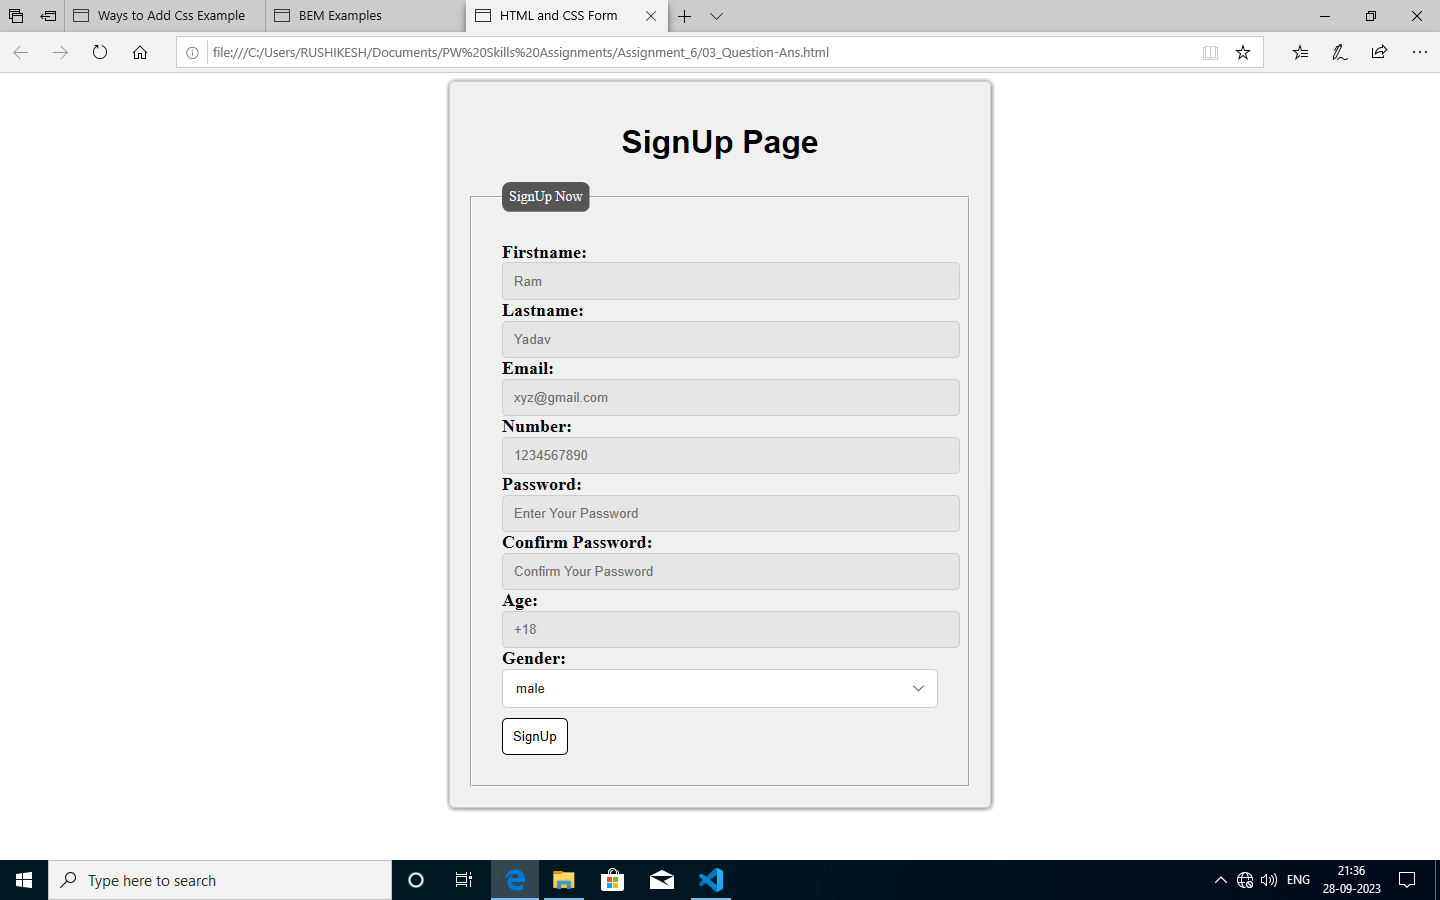 Ways to Add Css Example
BEM Examples
HTML and CSS Form
file:///C:/Users/RUSHIKESH/Documents/PW%20Skills%20Assignments/Assignment_6/03_Question-Ans.html
SignUp Page
SignUp Now
Firstname:
Ram
Lastname:
Yadav
Email:
xyz@gmail.com
Number:
1234567890
Password:
Enter Your Password
Confirm Password:
Confirm Your Password
Age:
+18
Gender:
male
SignUp
Type here to search
ENG
21:36
28-09-2023